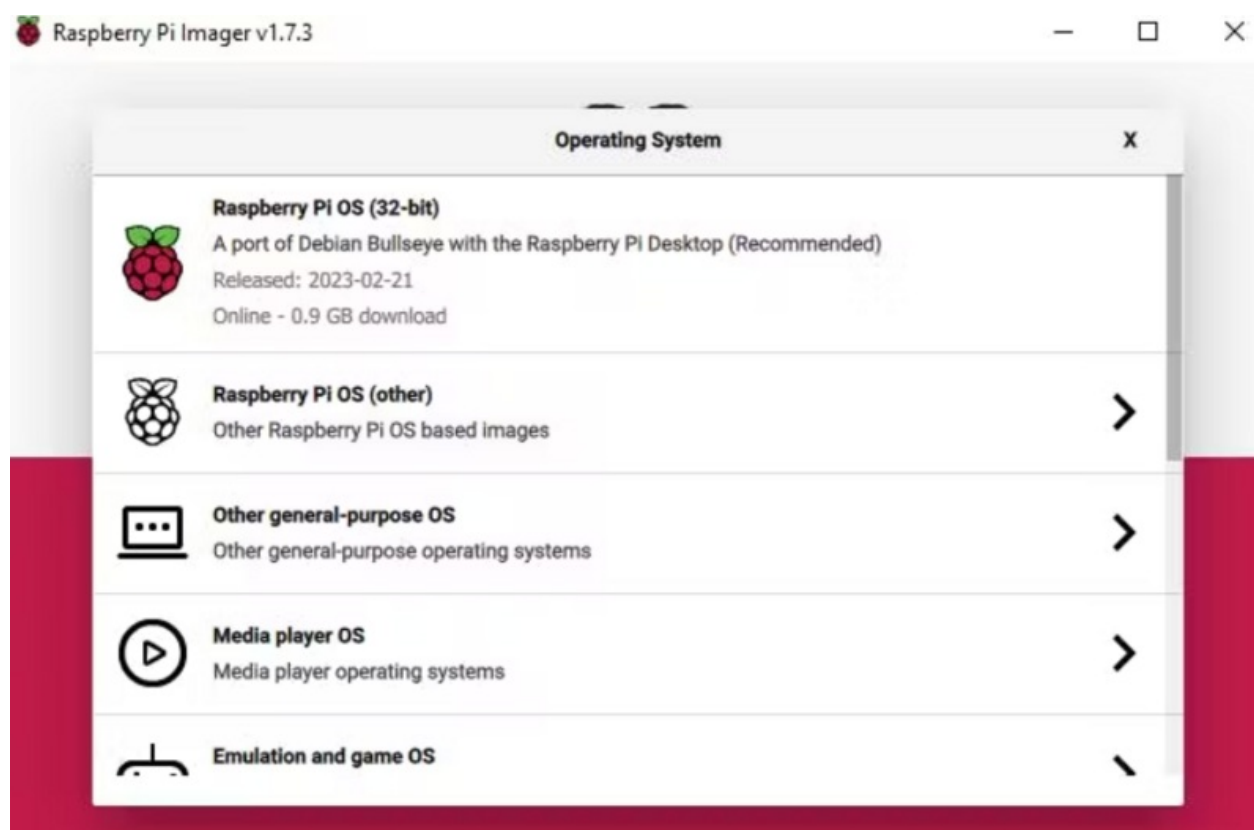 Raspberry Pi Imager v1.7.3
Operating System X
Raspberry Pi OS (32-bit)
A port of Debian Bullseye with the Raspberry Pi Desktop (Recommended)
Released: 2023-02-21
Online - 0.9 GB download
Raspberry Pi OS (other)
Other Raspberry Pi OS based images
Other general-purpose OS
Other general-purpose operating systems
Media player OS
Media player operating systems
Emulation and game OS